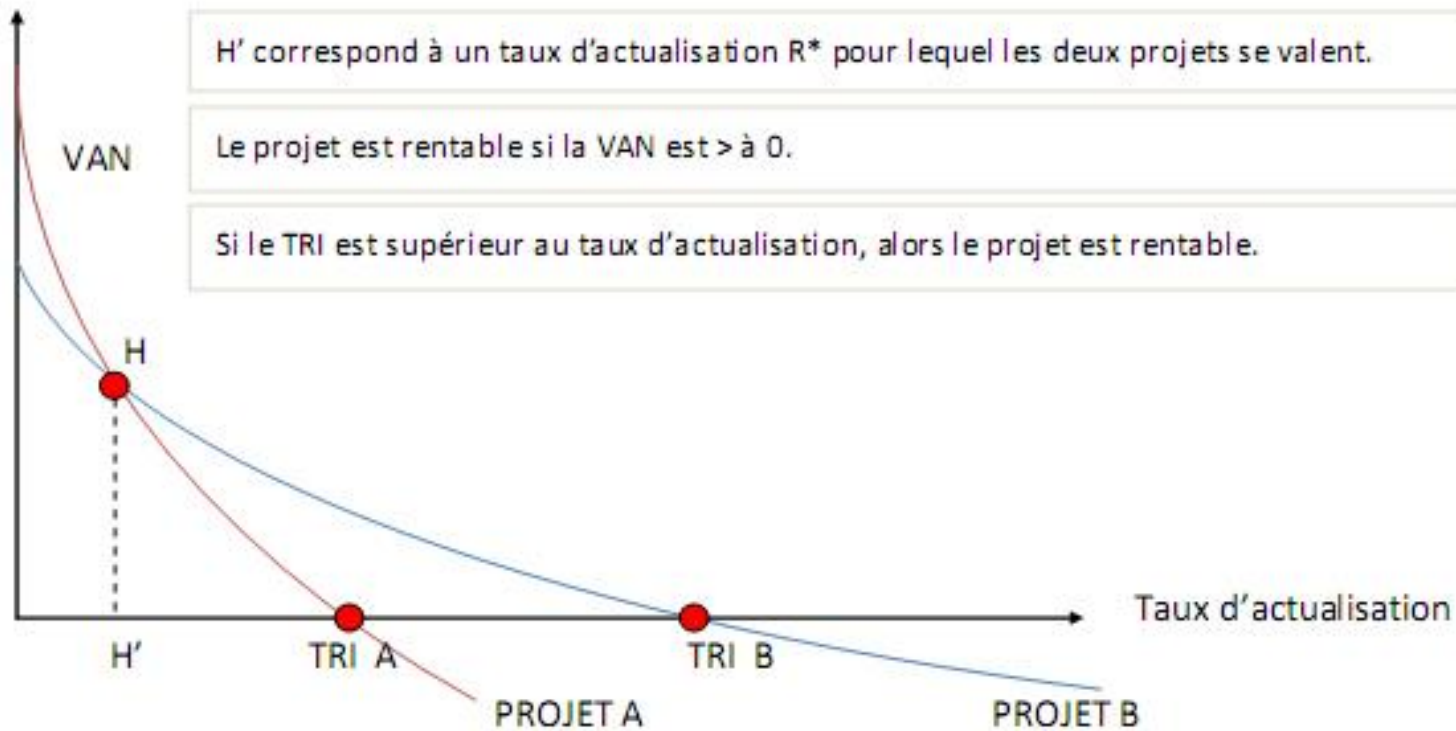 H' correspond à un taux d'actualisation R* pour lequel les deux projets se valent.
VAN
Le projet est rentable si la VAN est > à 0.
Si le TRI est supérieur au taux d'actualisation, alors le projet est rentable.
H
Taux d'actualisation
H'
TRI A
TRI B
PROJET A
PROJET B